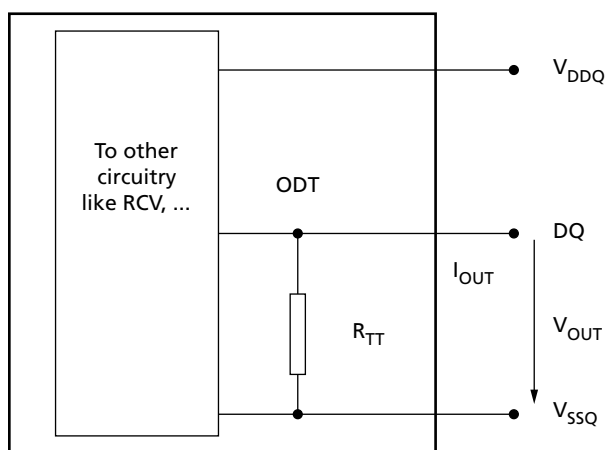 V_DDQ
To other
circuitry
like RCV, ...
ODT
DQ
I_OUT
R_TT
V_OUT
V_SSQ